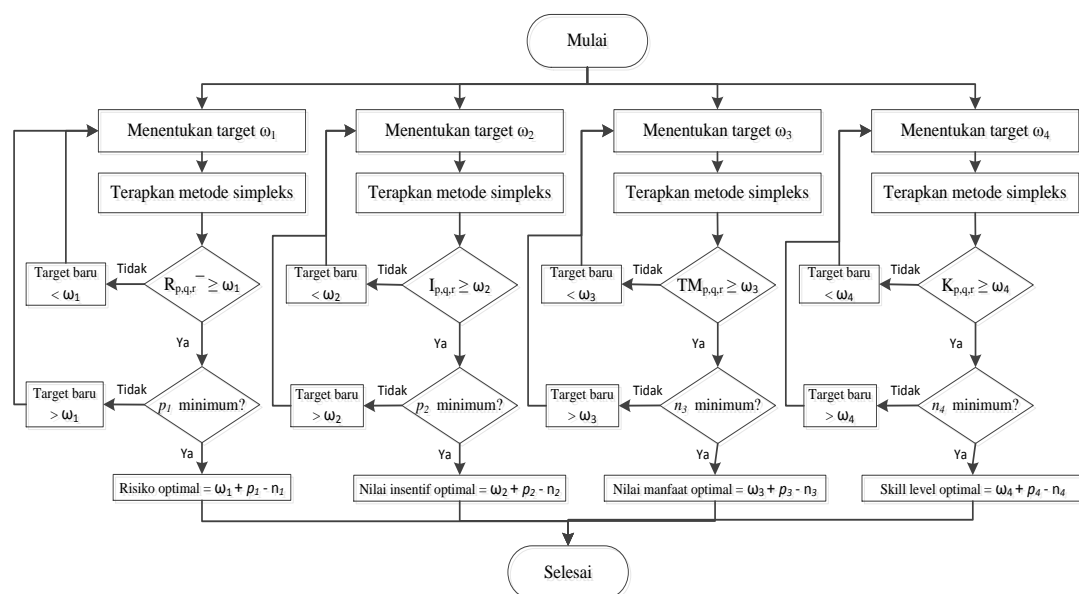 Mulai
Menentukan target ω₁
Menentukan target ω₂
Menentukan target ω₃
Menentukan target ω₄
Terapkan metode simpleks
Terapkan metode simpleks
Terapkan metode simpleks
Terapkan metode simpleks
Target baru
< ω₁
Tidak
R̅p,q,r ≥ ω₁
Target baru
< ω₂
Tidak
Ip,q,r ≥ ω₂
Target baru
< ω₃
Tidak
TMp,q,r ≥ ω₃
Target baru
< ω₄
Tidak
Kp,q,r ≥ ω₄
Ya
Ya
Ya
Ya
Target baru
> ω₁
Tidak
p₁ minimum?
Target baru
> ω₂
Tidak
p₂ minimum?
Target baru
> ω₃
Tidak
n₃ minimum?
Target baru
> ω₄
Tidak
n₄ minimum?
Ya
Ya
Ya
Ya
Risiko optimal = ω₁ + p₁ - n₁
Nilai insentif optimal = ω₂ + p₂ - n₂
Nilai manfaat optimal = ω₃ + p₃ - n₃
Skill level optimal = ω₄ + p₄ - n₄
Selesai